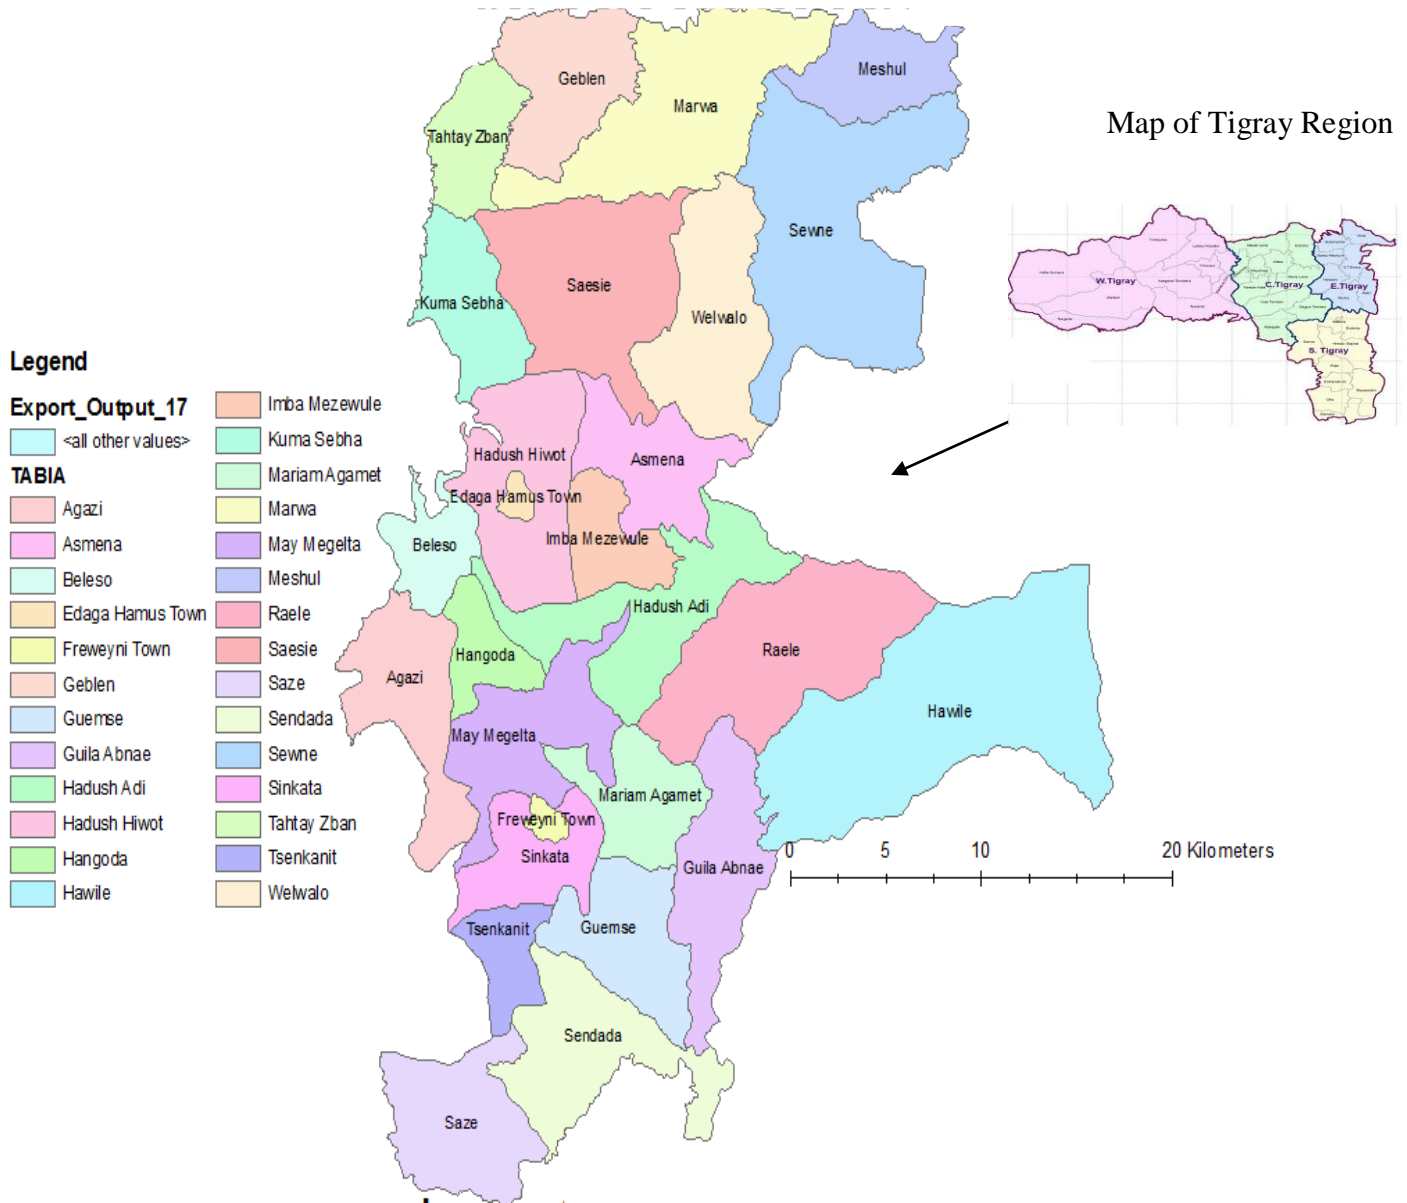 Map of Tigray Region
W.Tigray
C.Tigray
E.Tigray
S. Tigray
Geblen
Marwa
Meshul
Tahtay Zban
Sewne
Saesie
Kuma Sebha
Welwalo
Hadush Hiwot
Asmena
Edaga Hamus Town
Imba Mezewule
Beleso
Hadush Adi
Hangoda
Raele
Agazi
Hawile
May Megelta
Mariam Agamet
Freweyni Town
Sinkata
Guila Abnae
Tsenkanit
Guemse
Sendada
Saze
0 5 10 20 Kilometers
Legend
Export_Output_17
<all other values>
TABIA
Agazi
Asmena
Beleso
Edaga Hamus Town
Freweyni Town
Geblen
Guemse
Guila Abnae
Hadush Adi
Hadush Hiwot
Hangoda
Hawile
Imba Mezewule
Kuma Sebha
Mariam Agamet
Marwa
May Megelta
Meshul
Raele
Saesie
Saze
Sendada
Sewne
Sinkata
Tahtay Zban
Tsenkanit
Welwalo